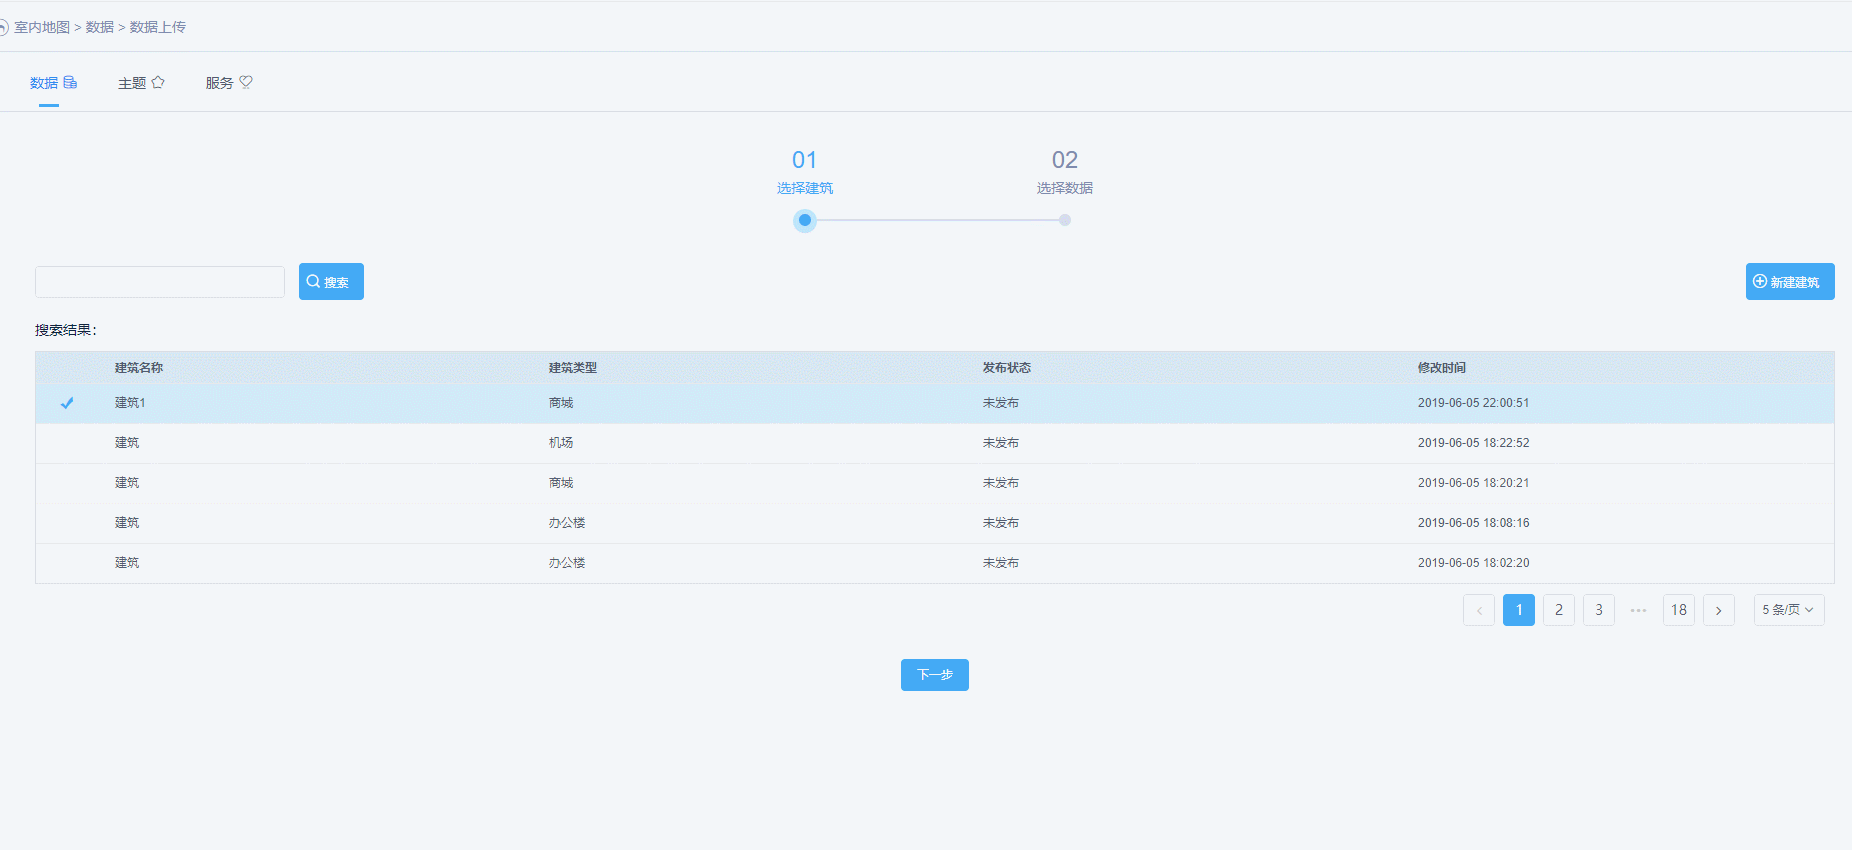 室内地图 > 数据 > 数据上传
数据 主题 服务
01 02
选择建筑 选择数据
搜索 新建建筑
搜索结果：
建筑名称 建筑类型 发布状态 修改时间
建筑1 商城 未发布 2019-06-05 22:00:51
建筑 机场 未发布 2019-06-05 18:22:52
建筑 商城 未发布 2019-06-05 18:20:21
建筑 办公楼 未发布 2019-06-05 18:08:16
建筑 办公楼 未发布 2019-06-05 18:02:20
< 1 2 3 ••• 18 > 5 条/页
下一步